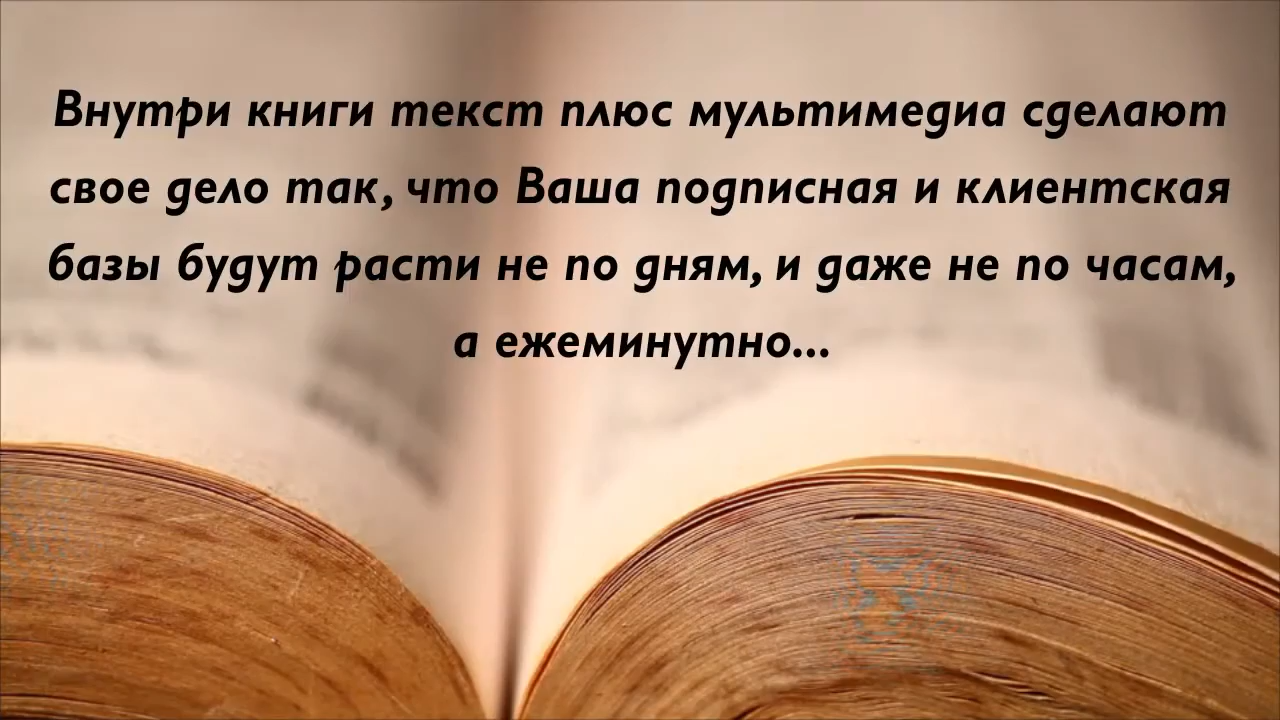 Внутри книги текст плюс мультимедиа сделают
свое дело так, что Ваша подписная и клиентская
базы будут расти не по дням, и даже не по часам,
а ежеминутно...